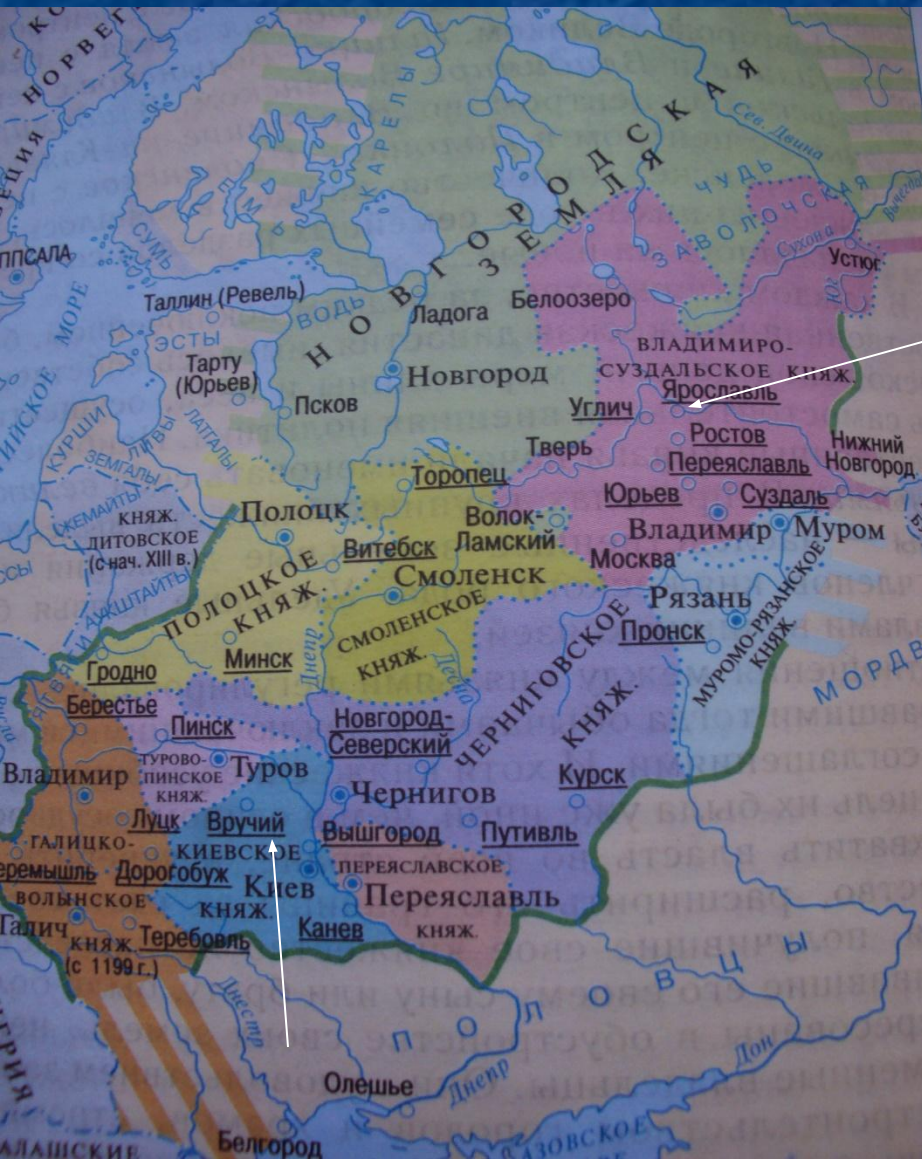 НОРВЕГ
КАРЕЛЫ
СУМЬ
ППСАЛА
НОВГОРОДСКАЯ
ЗЕМЛЯ
Сев. Двина
ЧУДЬ
ЗАВОЛОЧСКАЯ
Сухона
Устюг
Таллин (Ревель)
ВОДЬ
Ладога
Белоозеро
МОРЕ
ЭСТЫ
Тарту
(Юрьев)
Новгород
Псков
ВЛАДИМИРО-
СУЗДАЛЬСКОЕ КНЯЖ.
Ярославль
Углич
Ростов
Тверь
Переяславль
Нижний
Новгород
КУРШИ
ЛИВЫ
ЛАТГАЛЫ
ЗЕМГАЛЫ
ЖЕМАЙТЫ
Торопец
Юрьев
Суздаль
КНЯЖ.
ЛИТОВСКОЕ
(с нач. XIII в.)
Полоцк
Волок-
Ламский
Владимир
Муром
Витебск
Москва
АУКШТАЙТЫ
ПОЛОЦКОЕ
КНЯЖ.
Смоленск
СМОЛЕНСКОЕ
КНЯЖ.
Рязань
Пронск
МУРОМО-РЯЗАНСКОЕ
КНЯЖ.
МОРДВ
Гродно
Минск
Берестье
Пинск
Новгород-
Северский
ЧЕРНИГОВСКОЕ
КНЯЖ.
Владимир
ТУРОВО-
ПИНСКОЕ
КНЯЖ.
Туров
Чернигов
Курск
Луцк
Вручий
Вышгород
Путивль
ГАЛИЦКО-
ВОЛЫНСКОЕ
КНЯЖ.
(с 1199 г.)
еремышль
Дорогобуж
КИЕВСКОЕ
КНЯЖ.
Киев
ПЕРЕЯСЛАВСКОЕ
КНЯЖ.
Переяславль
Галич
Теребовль
Канев
Днестр
ПОЛОВЦЫ
Олешье
Днепр
Дон
Белгород
АЗОВСКОЕ